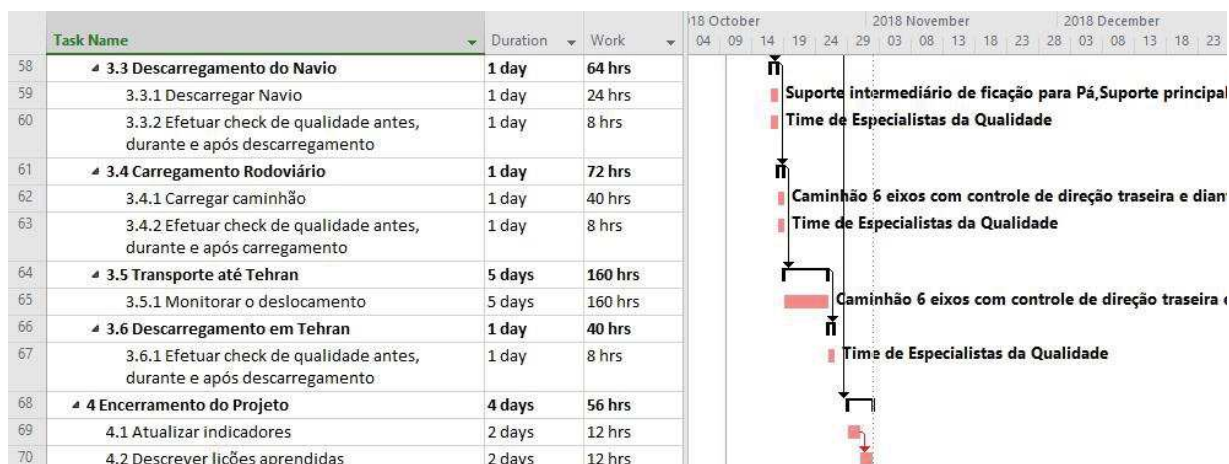 18 October 2018 November 2018 December
Task Name Duration Work 04 09 14 19 24 29 03 08 13 18 23 28 03 08 13 18 23
58 3.3 Descarregamento do Navio 1 day 64 hrs
59 3.3.1 Descarregar Navio 1 day 24 hrs Suporte intermediário de ficação para Pá,Suporte principal
60 3.3.2 Efetuar check de qualidade antes, 1 day 8 hrs Time de Especialistas da Qualidade
durante e após descarregamento
61 3.4 Carregamento Rodoviário 1 day 72 hrs
62 3.4.1 Carregar caminhão 1 day 40 hrs Caminhão 6 eixos com controle de direção traseira e dian
63 3.4.2 Efetuar check de qualidade antes, 1 day 8 hrs Time de Especialistas da Qualidade
durante e após carregamento
64 3.5 Transporte até Tehran 5 days 160 hrs
65 3.5.1 Monitorar o deslocamento 5 days 160 hrs Caminhão 6 eixos com controle de direção traseira e
66 3.6 Descarregamento em Tehran 1 day 40 hrs
67 3.6.1 Efetuar check de qualidade antes, 1 day 8 hrs Time de Especialistas da Qualidade
durante e após descarregamento
68 4 Encerramento do Projeto 4 days 56 hrs
69 4.1 Atualizar indicadores 2 days 12 hrs
70 4.2 Descrever lições aprendidas 2 days 12 hrs